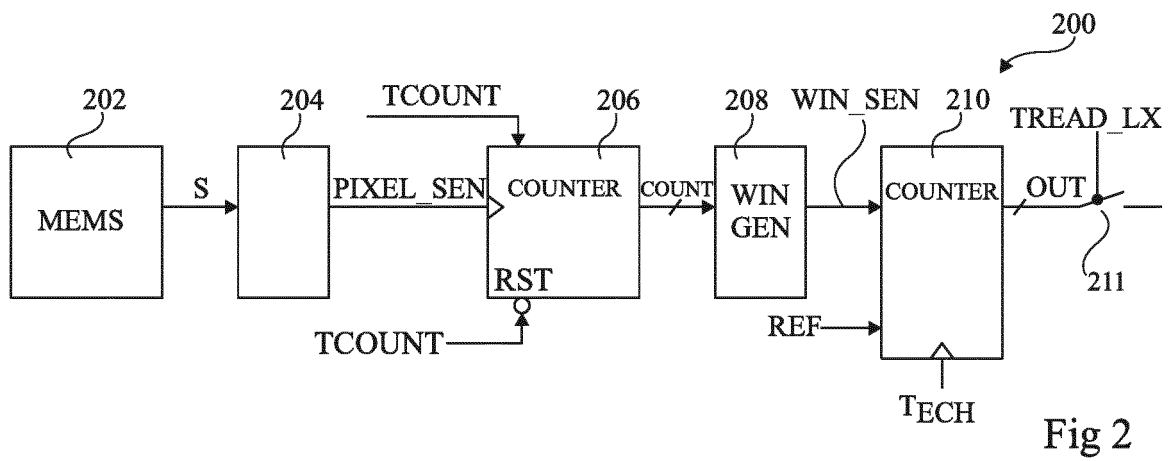 200
202
204
TCOUNT
206
208
WIN_SEN
210
TREAD_LX
MEMS
S
PIXEL_SEN
COUNTER
COUNT
WIN
GEN
COUNTER
OUT
211
RST
TCOUNT
REF
TECH
Fig 2